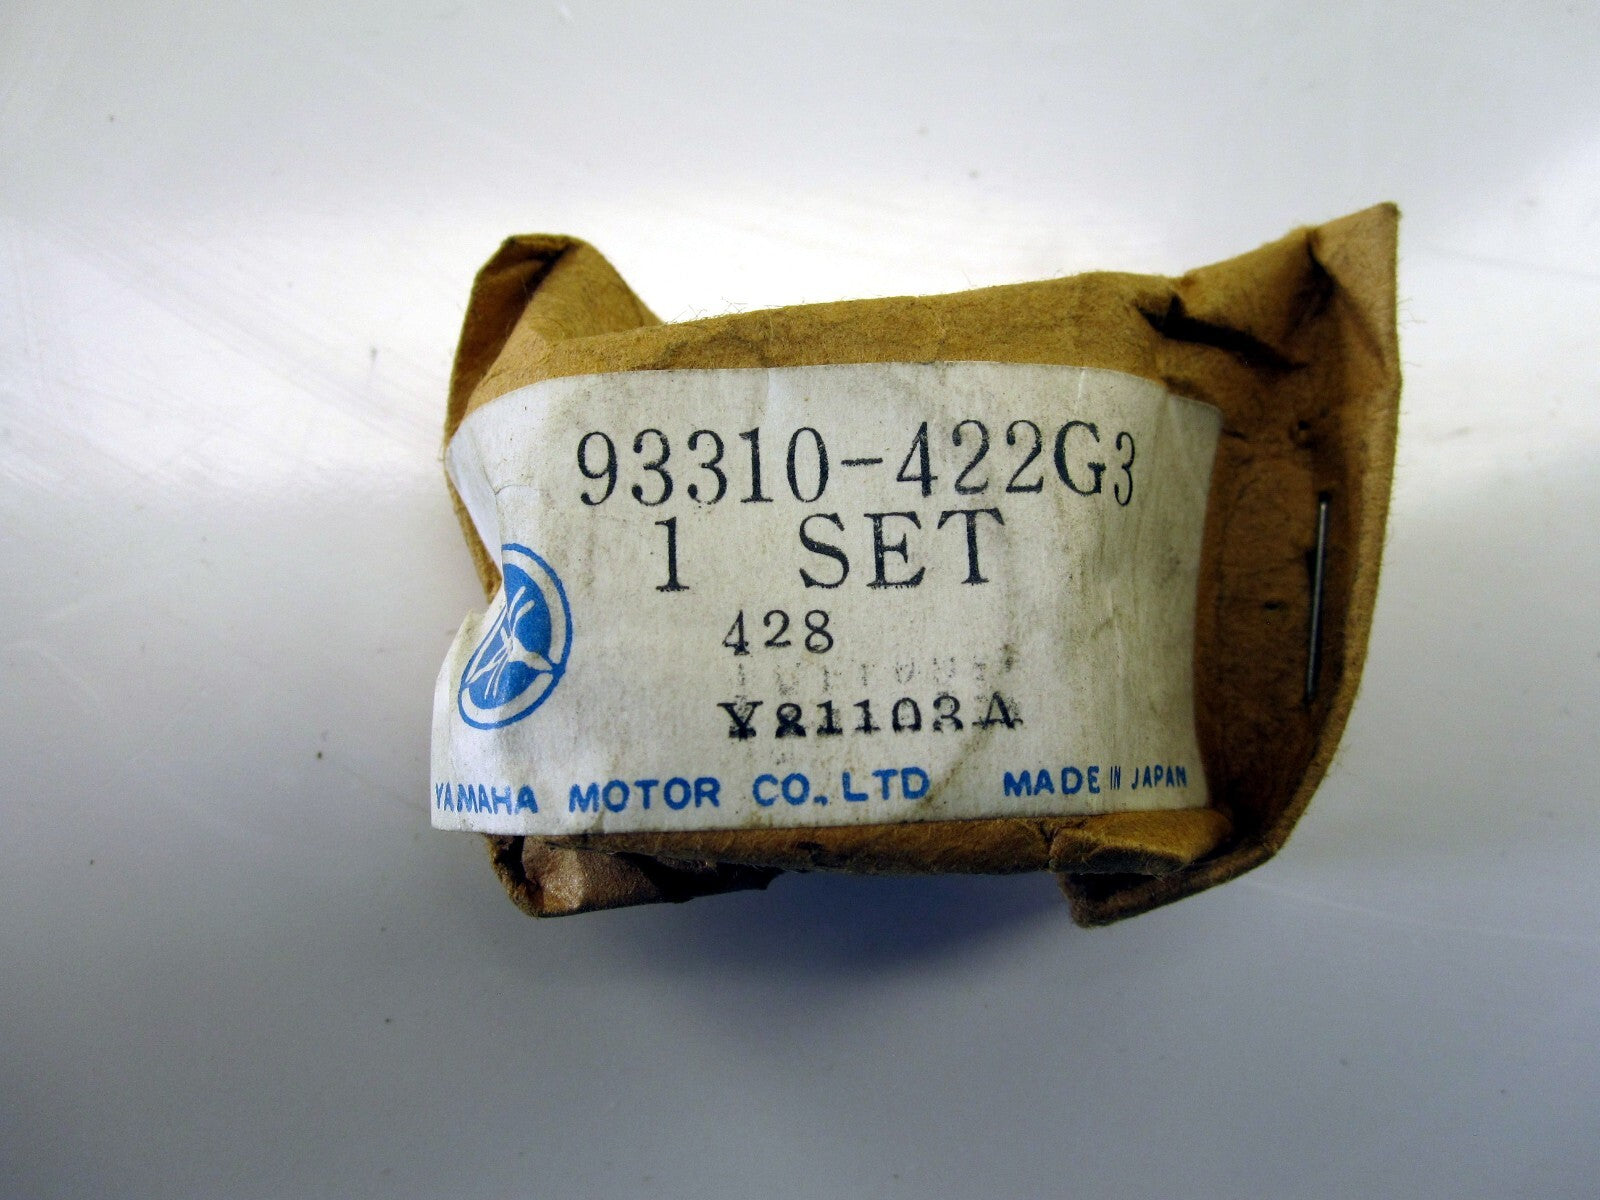 93310-422G3
1 SET
428
Y81103A
YAMAHA MOTOR CO., LTD MADE IN JAPAN